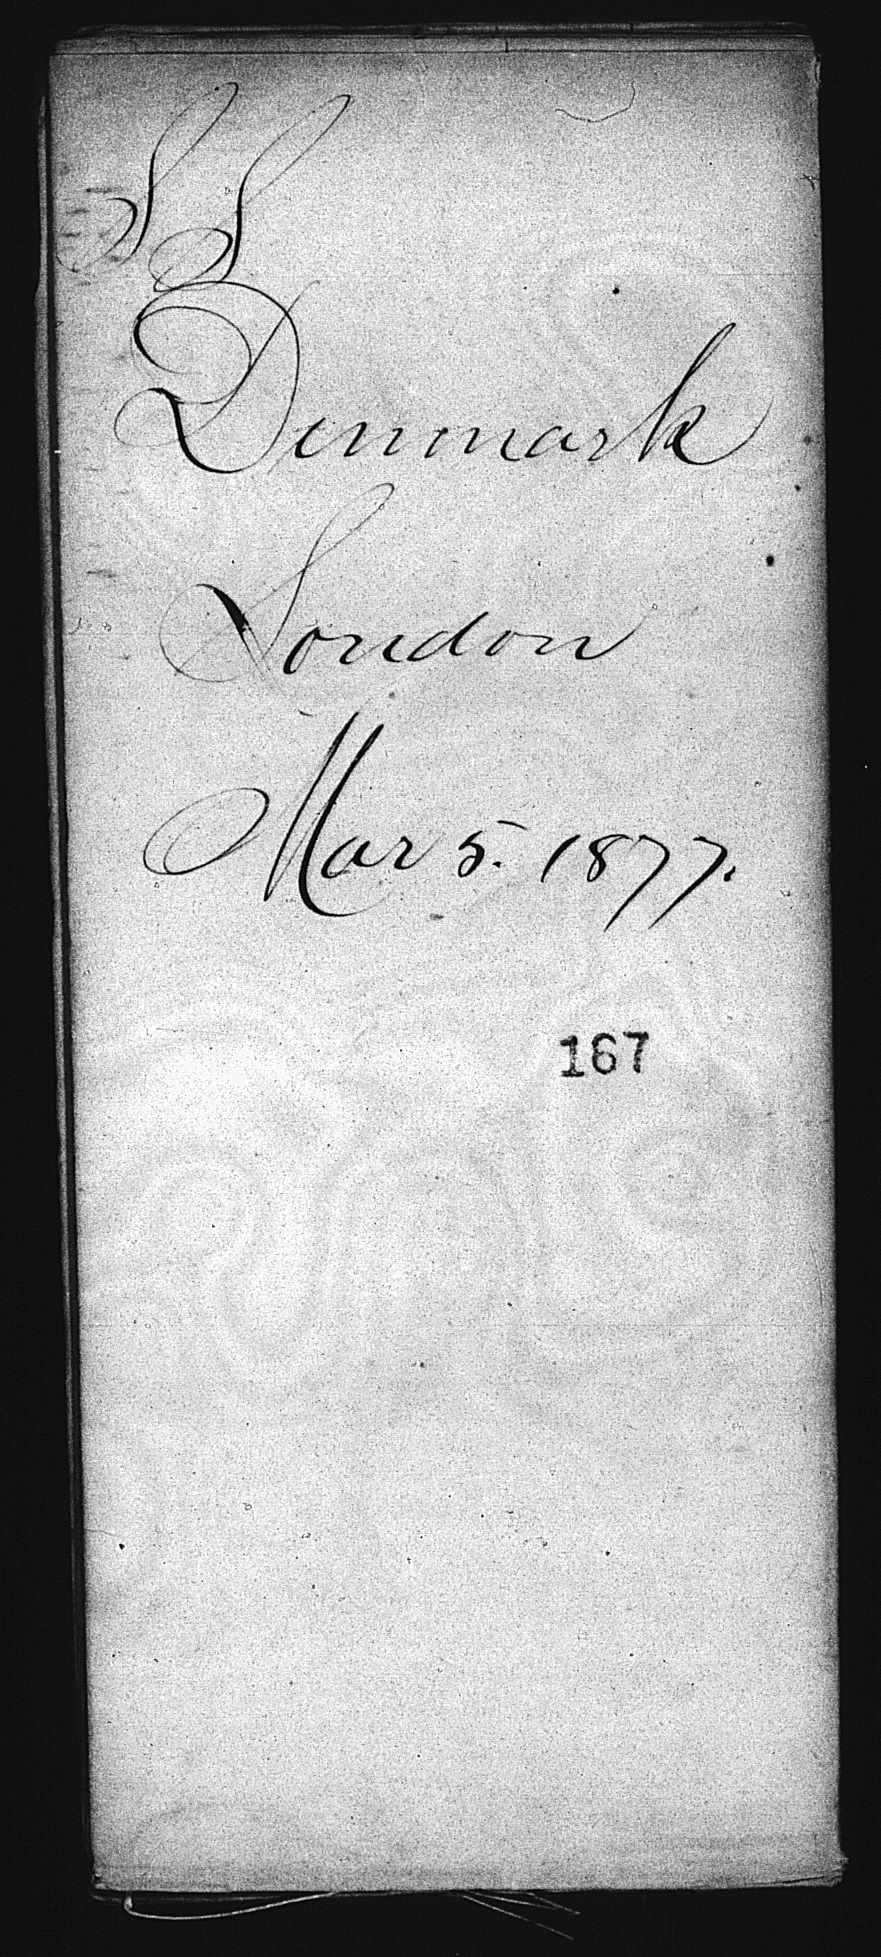 SS
Denmark
London
Mar 5. 1877.
167